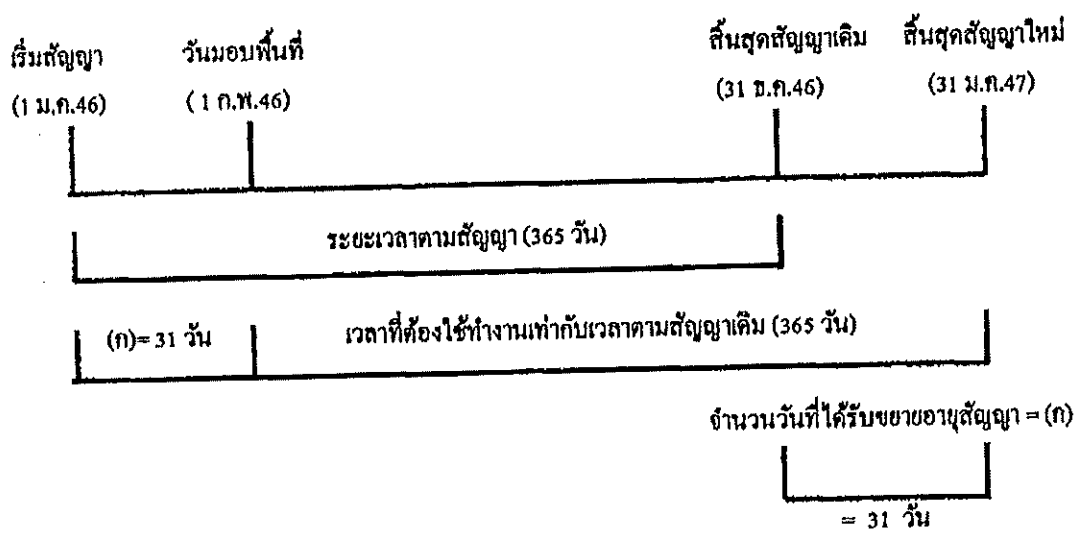 เริ่มสัญญา
(1 ม.ค.46)
วันมอบพื้นที่
( 1 ก.พ.46)
สิ้นสุดสัญญาเดิม
(31 ธ.ค.46)
สิ้นสุดสัญญาใหม่
(31 ม.ค.47)
ระยะเวลาตามสัญญา (365 วัน)
(ก)= 31 วัน
เวลาที่ต้องใช้ทำงานเท่ากับเวลาตามสัญญาเดิม (365 วัน)
จำนวนวันที่ได้รับขยายอายุสัญญา = (ก)
= 31 วัน